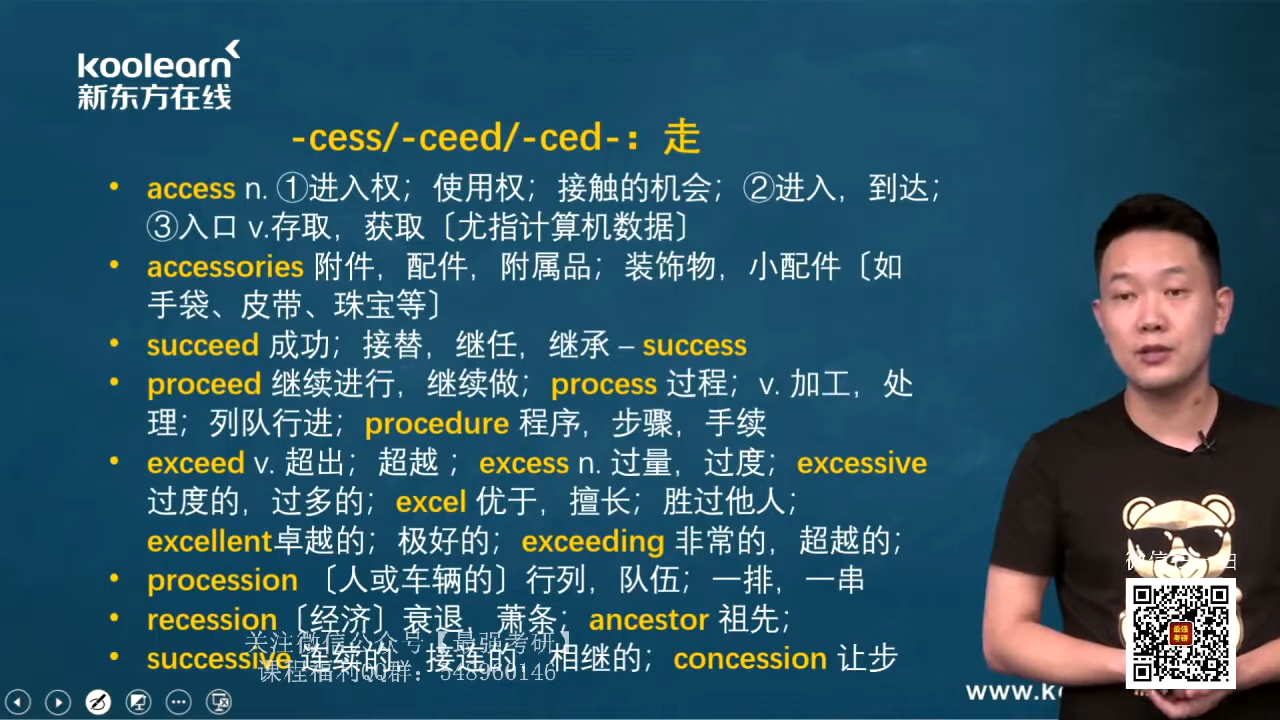 koolearn
新东方在线
-cess/-ceed/-ced-：走
• access n. ①进入权；使用权；接触的机会；②进入，到达；
③入口 v.存取，获取〔尤指计算机数据〕
• accessories 附件，配件，附属品；装饰物，小配件〔如
手袋、皮带、珠宝等〕
• succeed 成功；接替，继任，继承 – success
• proceed 继续进行，继续做；process 过程；v. 加工，处
理；列队行进；procedure 程序，步骤，手续
• exceed v. 超出；超越 ；excess n. 过量，过度；excessive
过度的，过多的；excel 优于，擅长；胜过他人；
excellent卓越的；极好的；exceeding 非常的，超越的；
• procession 〔人或车辆的〕行列，队伍；一排，一串
• recession〔经济〕衰退，萧条；ancestor 祖先；
关注微信公众号【最强考研】
• successive 连续的，接连的，相继的；concession 让步
课程福利QQ群：548960146
微信
最强
考研
www.k